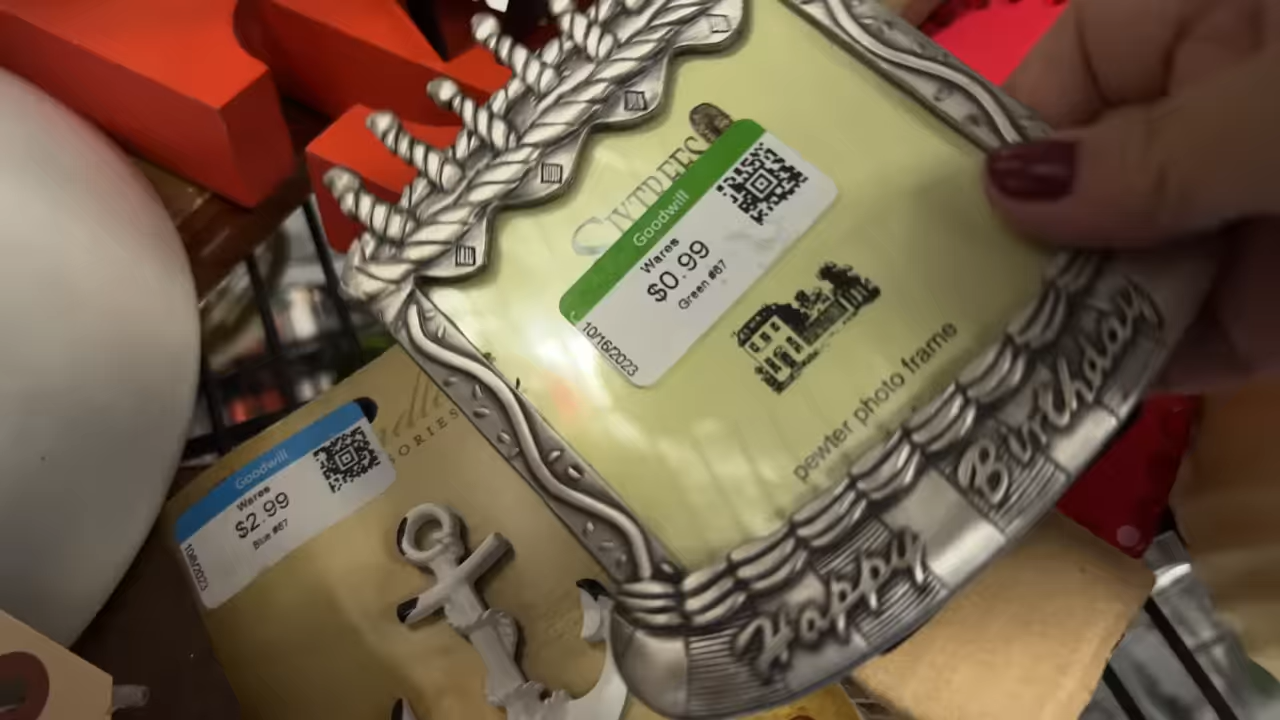 Goodwill
Wares
$0.99
Green #67
10/16/2023
pewter photo frame
Happy Birthday
ORIES
Goodwill
Wares
$2.99
Blue #67